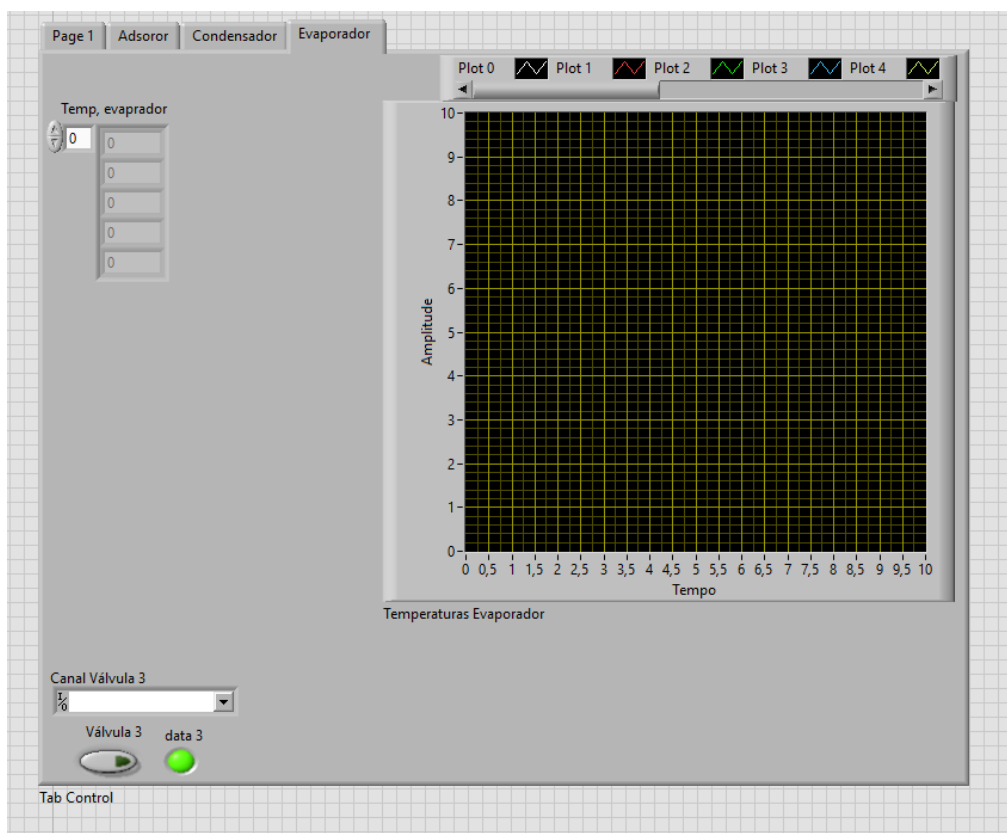 Page 1 Adsoror Condensador Evaporador
Plot 0 Plot 1 Plot 2 Plot 3 Plot 4
Temp, evaprador
0
0
0
0
0
0
10
9
8
7
6
5
4
3
2
1
0
Amplitude
0 0,5 1 1,5 2 2,5 3 3,5 4 4,5 5 5,5 6 6,5 7 7,5 8 8,5 9 9,5 10
Tempo
Temperaturas Evaporador
Canal Válvula 3
I/O
Válvula 3 data 3
Tab Control